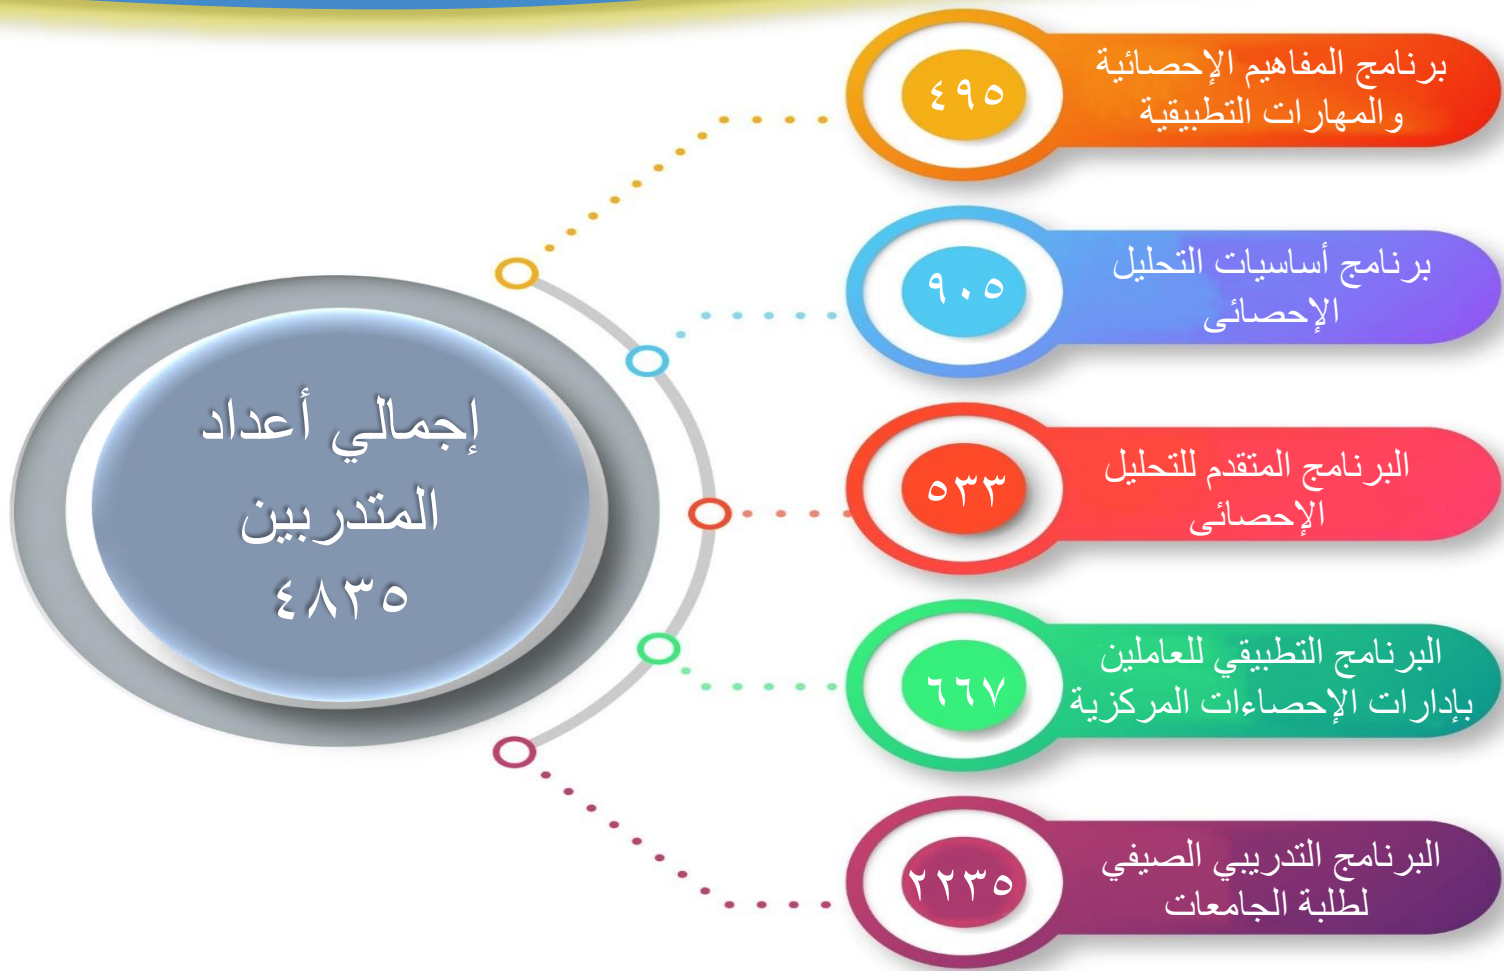 إجمالي أعداد
المتدربين
٤٨٣٥
٤٩٥
برنامج المفاهيم الإحصائية
والمهارات التطبيقية
٩٠٥
برنامج أساسيات التحليل
الإحصائى
٥٣٣
البرنامج المتقدم للتحليل
الإحصائى
٦٦٧
البرنامج التطبيقي للعاملين
بإدارات الإحصاءات المركزية
٢٢٣٥
البرنامج التدريبي الصيفي
لطلبة الجامعات